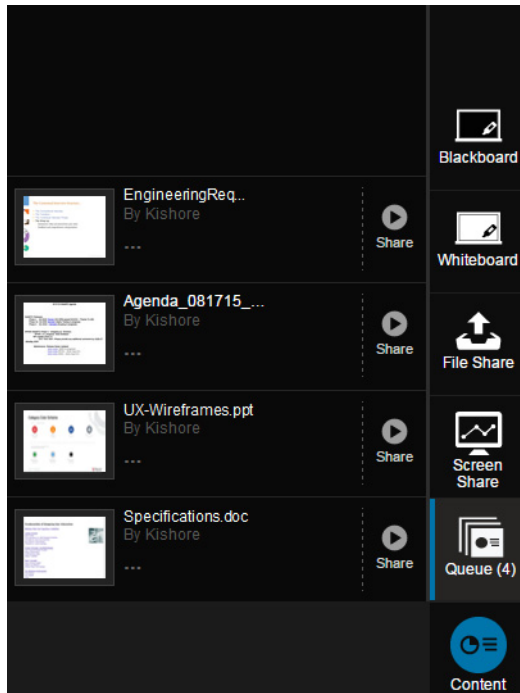 EngineeringReq...
By Kishore
...
Share
Agenda_081715_...
By Kishore
...
Share
UX-Wireframes.ppt
By Kishore
...
Share
Specifications.doc
By Kishore
...
Share
Blackboard
Whiteboard
File Share
Screen
Share
Queue (4)
Content